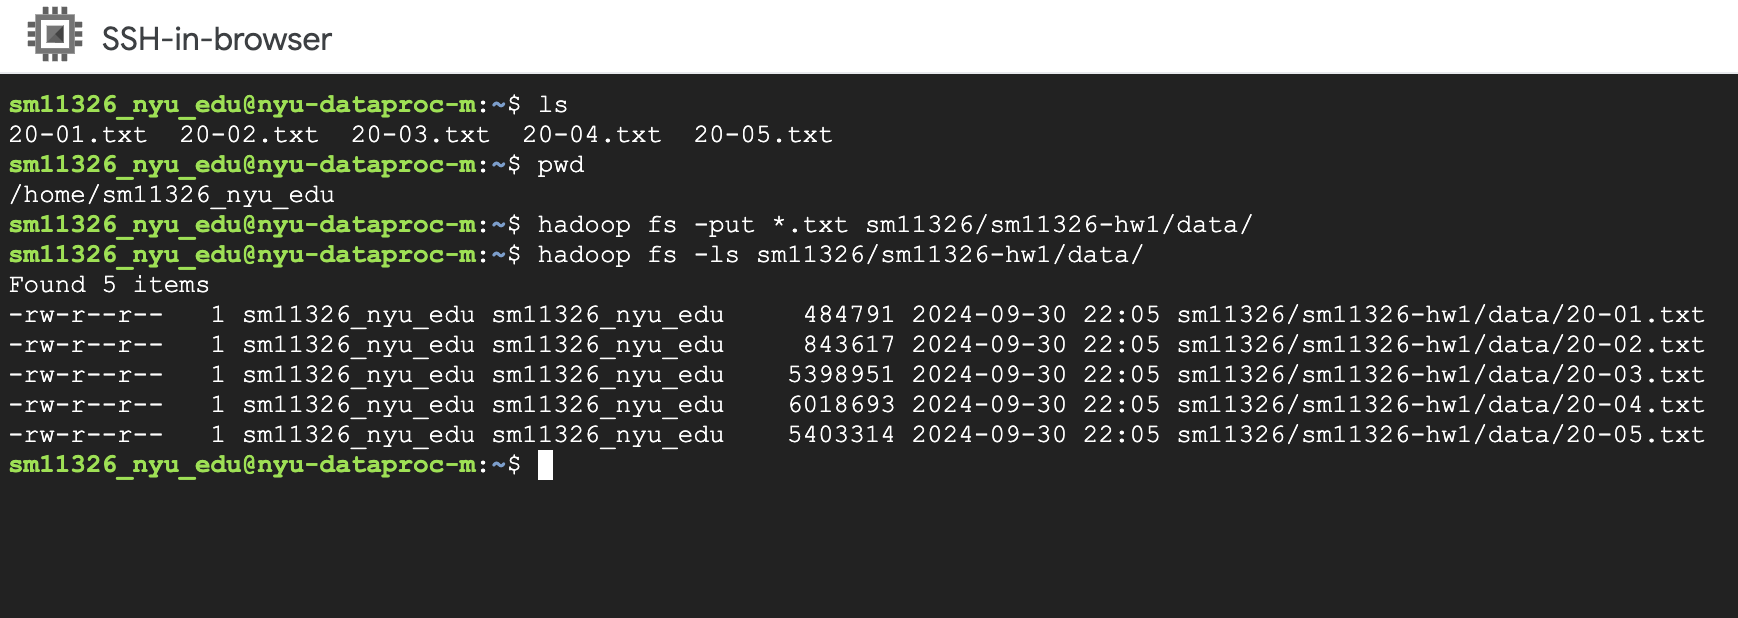 SSH-in-browser
sm11326_nyu_edu@nyu-dataproc-m:~$ ls
20-01.txt  20-02.txt  20-03.txt  20-04.txt  20-05.txt
sm11326_nyu_edu@nyu-dataproc-m:~$ pwd
/home/sm11326_nyu_edu
sm11326_nyu_edu@nyu-dataproc-m:~$ hadoop fs -put *.txt sm11326/sm11326-hw1/data/
sm11326_nyu_edu@nyu-dataproc-m:~$ hadoop fs -ls sm11326/sm11326-hw1/data/
Found 5 items
-rw-r--r--   1 sm11326_nyu_edu sm11326_nyu_edu     484791 2024-09-30 22:05 sm11326/sm11326-hw1/data/20-01.txt
-rw-r--r--   1 sm11326_nyu_edu sm11326_nyu_edu     843617 2024-09-30 22:05 sm11326/sm11326-hw1/data/20-02.txt
-rw-r--r--   1 sm11326_nyu_edu sm11326_nyu_edu    5398951 2024-09-30 22:05 sm11326/sm11326-hw1/data/20-03.txt
-rw-r--r--   1 sm11326_nyu_edu sm11326_nyu_edu    6018693 2024-09-30 22:05 sm11326/sm11326-hw1/data/20-04.txt
-rw-r--r--   1 sm11326_nyu_edu sm11326_nyu_edu    5403314 2024-09-30 22:05 sm11326/sm11326-hw1/data/20-05.txt
sm11326_nyu_edu@nyu-dataproc-m:~$